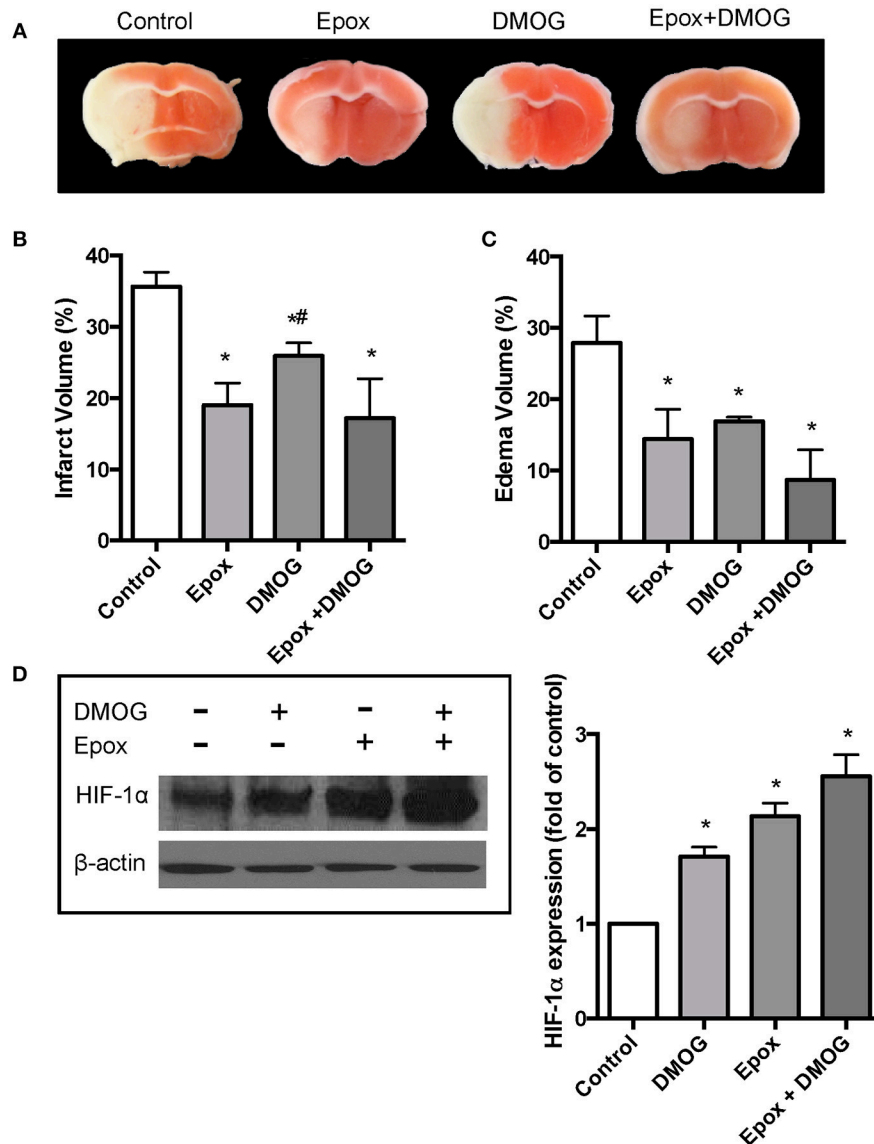 A
Control Epox DMOG Epox+DMOG
B
Infarct Volume (%)
40
30
20
10
0
*
*#
*
Control
Epox
DMOG
Epox +DMOG
C
Edema Volume (%)
40
30
20
10
0
*
*
*
Control
Epox
DMOG
Epox +DMOG
D
DMOG - + - +
Epox - - + +
HIF-1α
β-actin
HIF-1α expression (fold of control)
3
2
1
0
*
*
*
Control
DMOG
Epox
Epox + DMOG